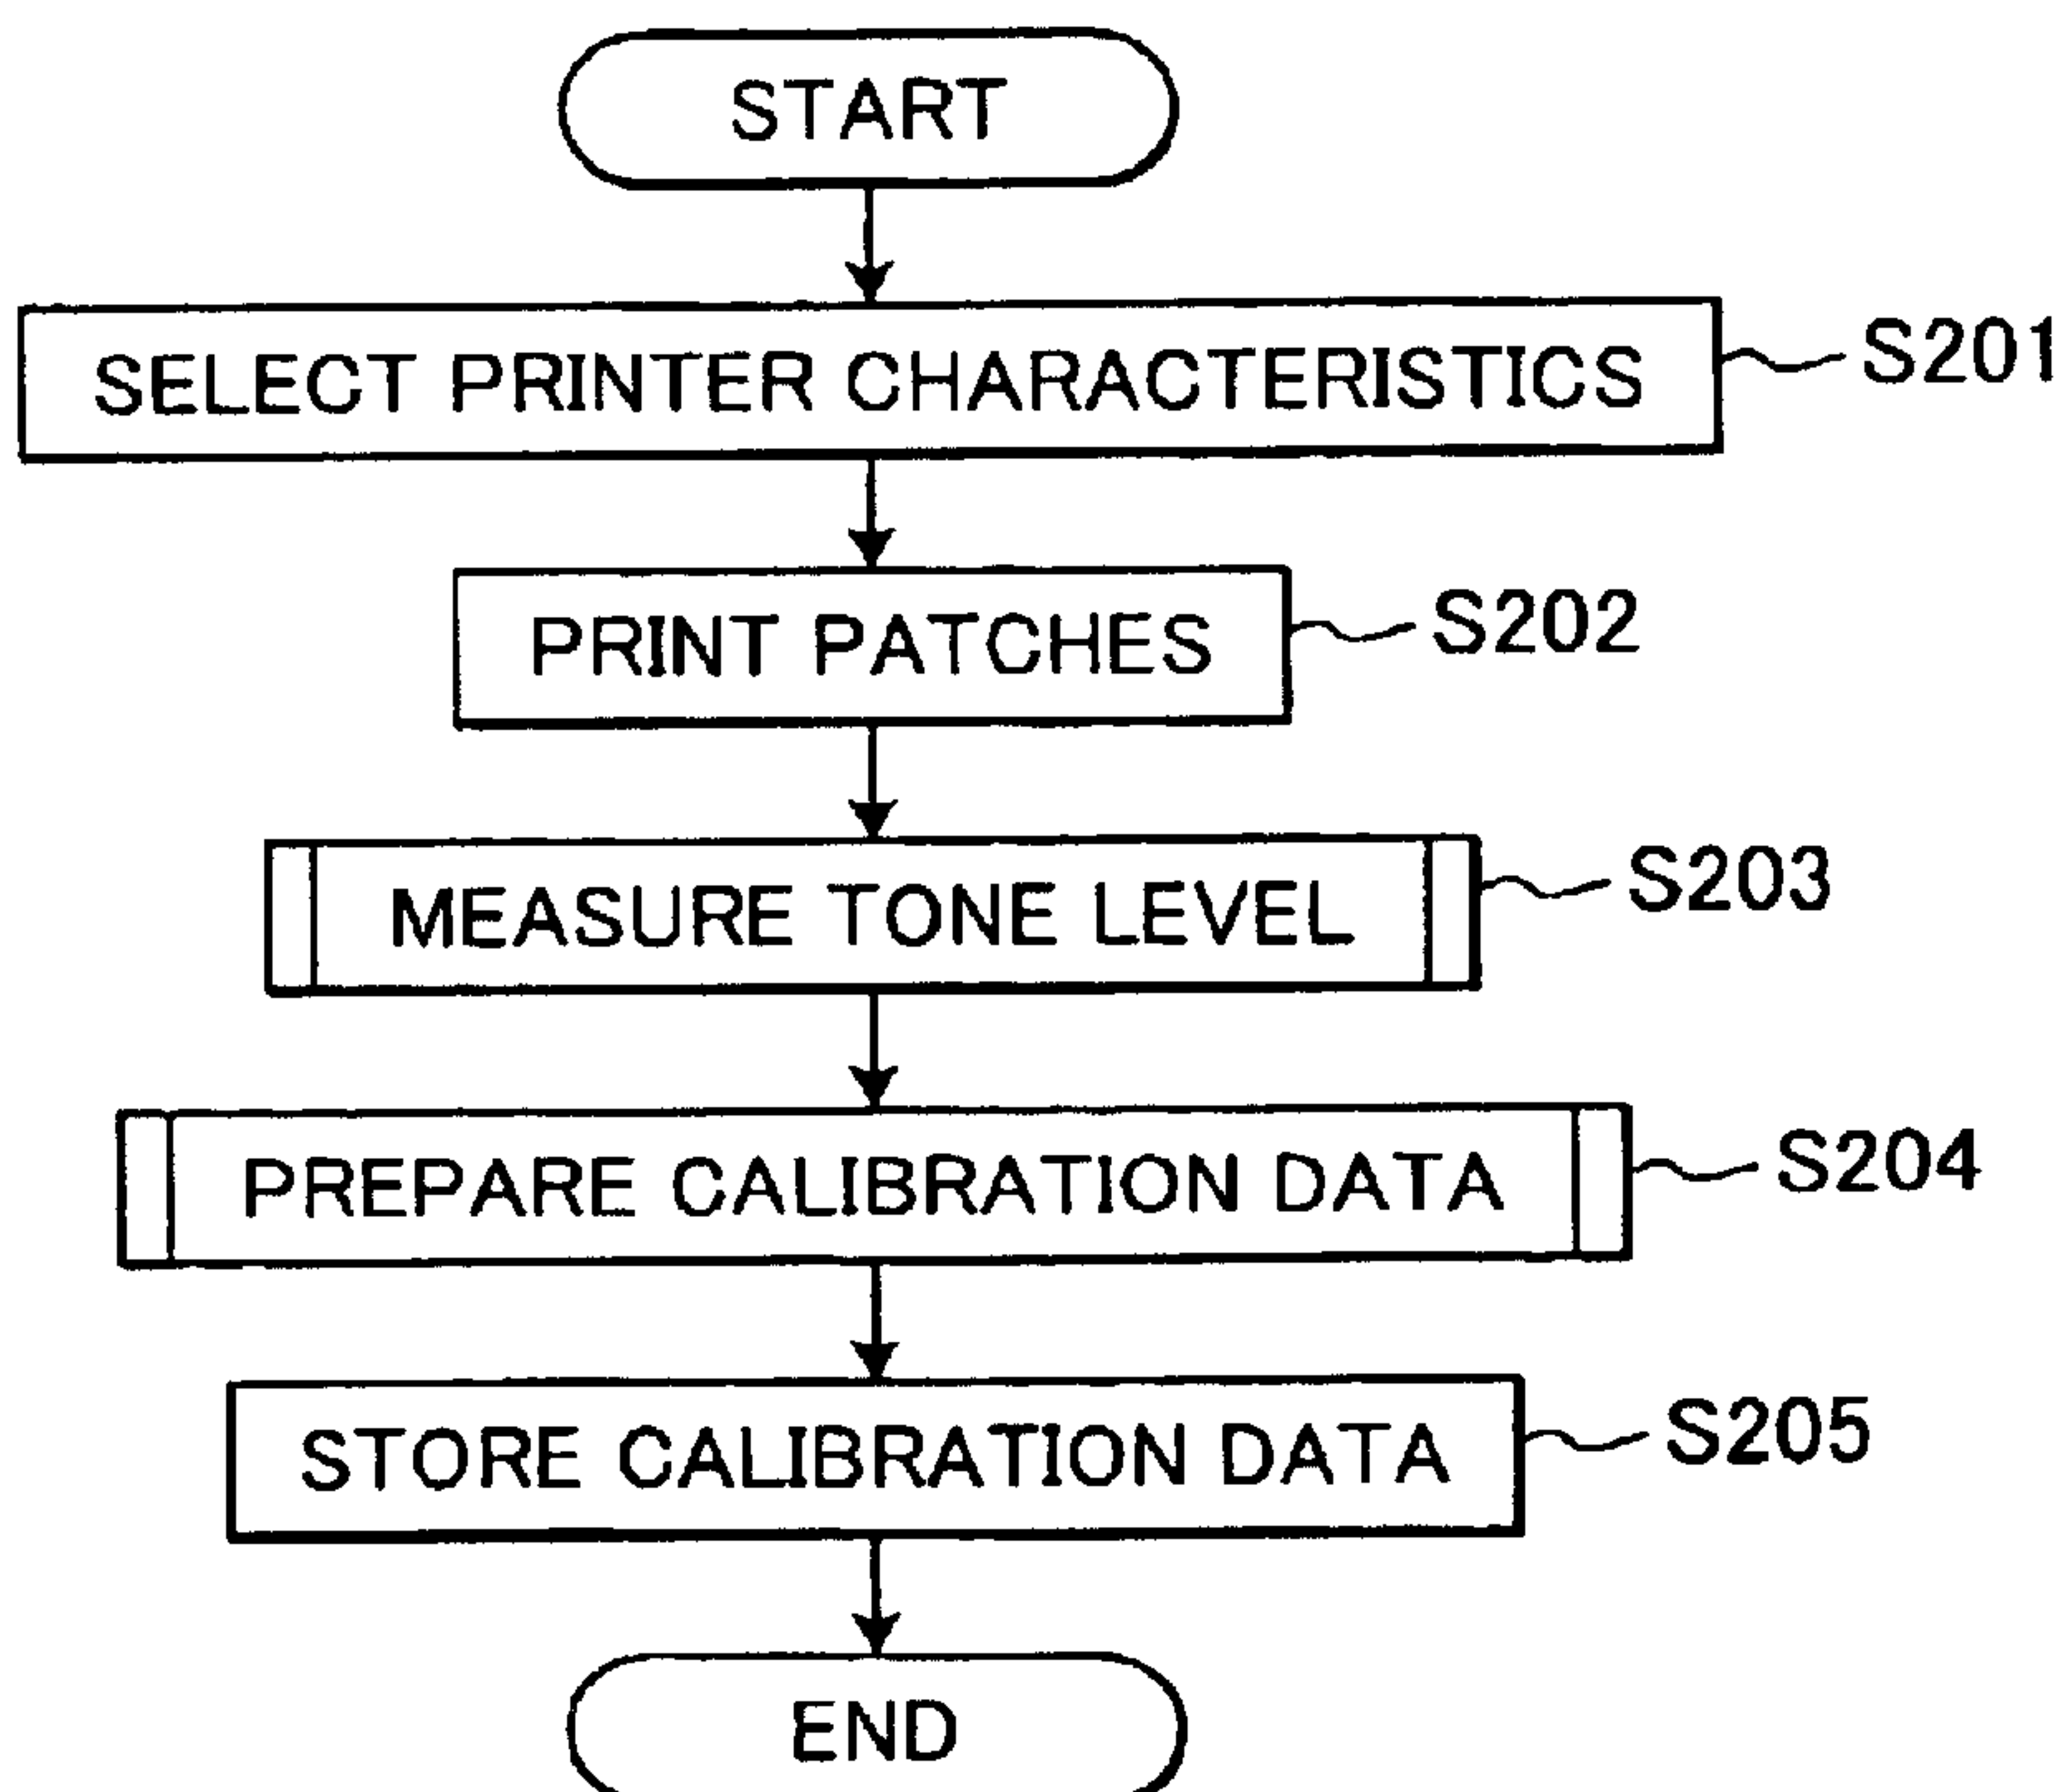 START
SELECT PRINTER CHARACTERISTICS S201
PRINT PATCHES S202
MEASURE TONE LEVEL S203
PREPARE CALIBRATION DATA S204
STORE CALIBRATION DATA S205
END